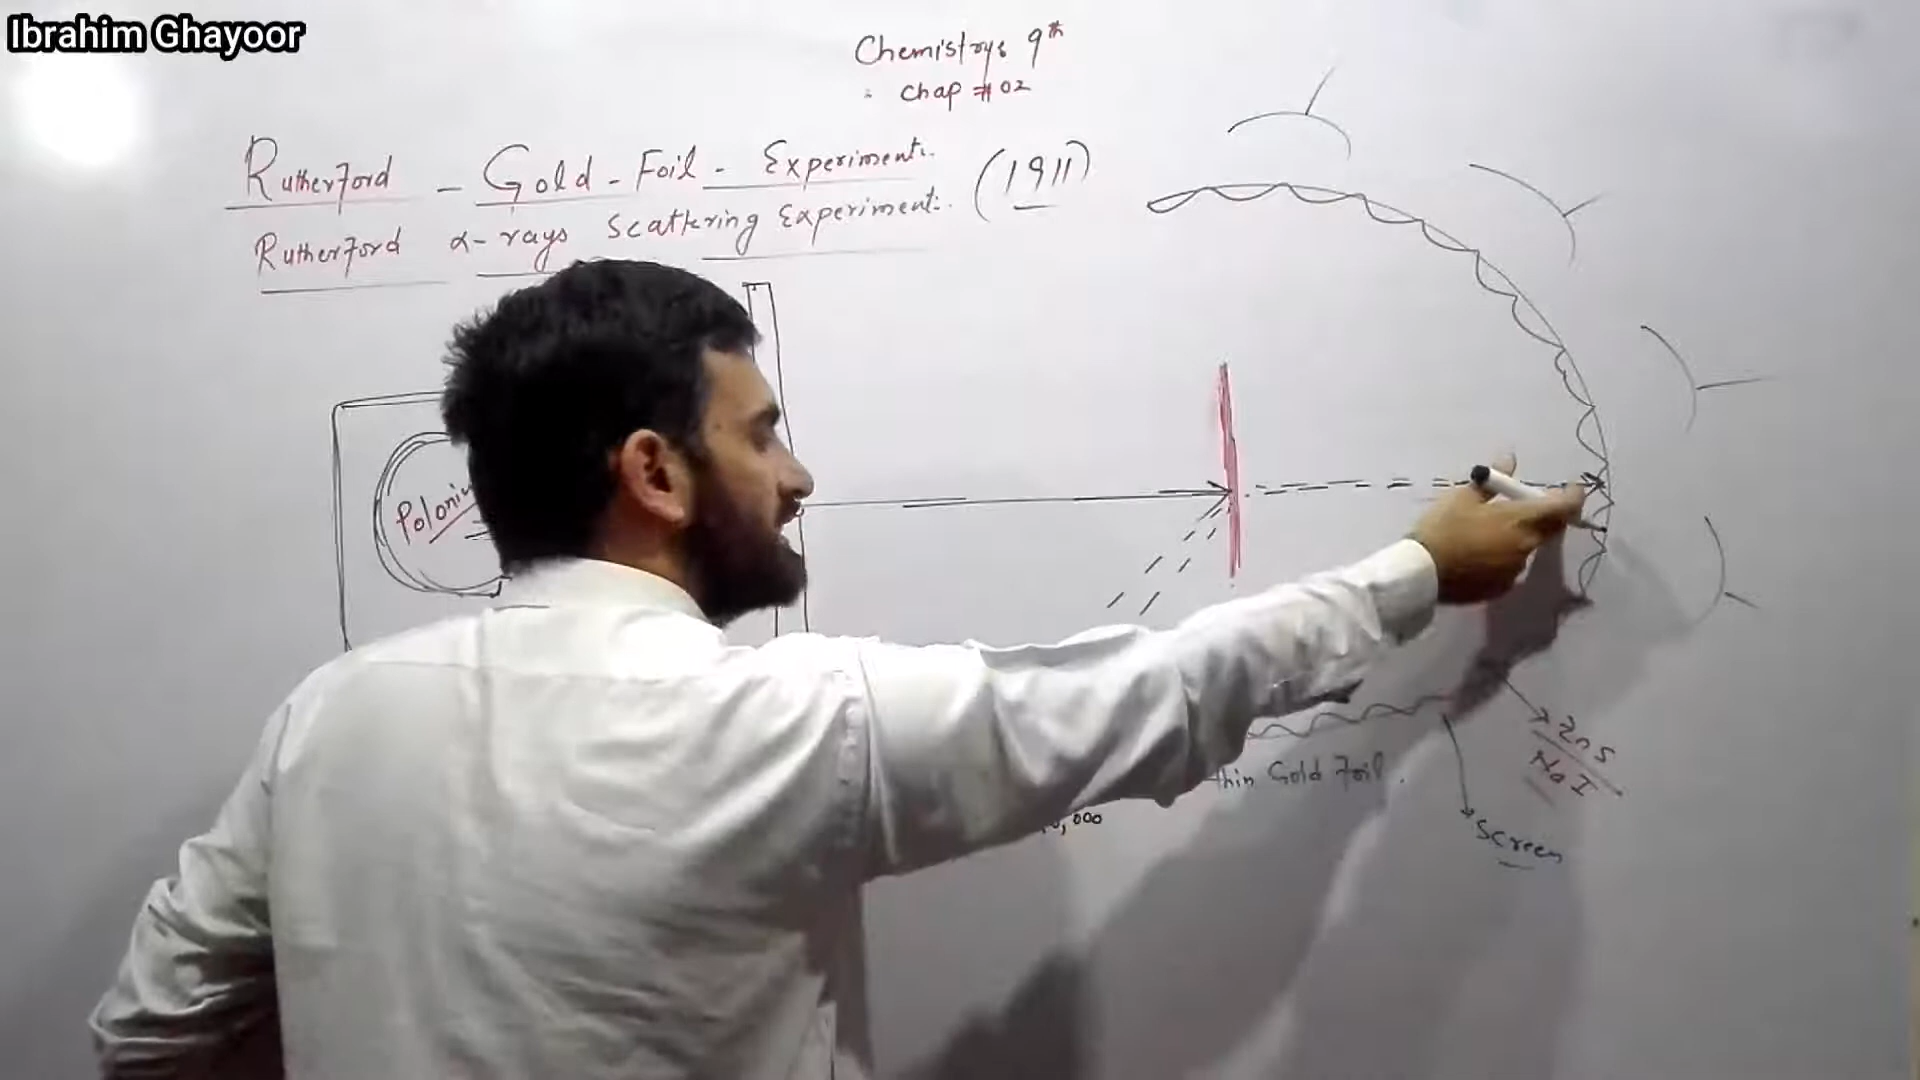 Ibrahim Ghayoor
Chemistry: 9th
Chap # 02
Rutherford - Gold - Foil - Experiment:. (1911)
Rutherford α-rays Scattering Experiment:.
thin Gold Foil.
ZnS
NaI
Screen